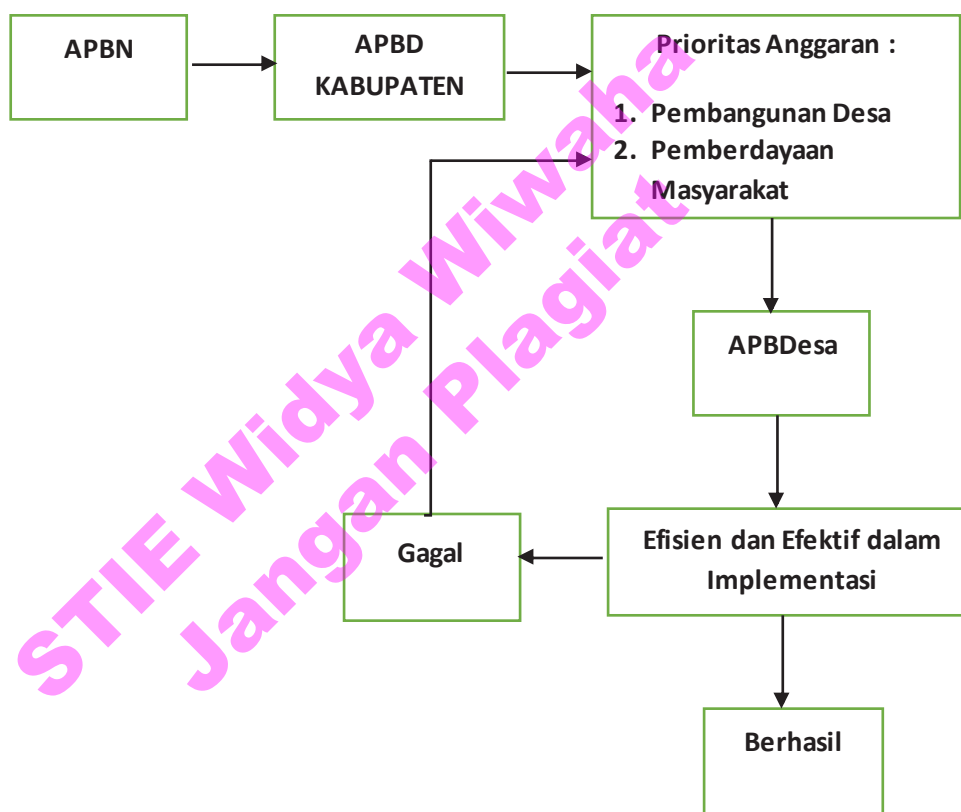 APBN
APBD
KABUPATEN
Prioritas Anggaran :
1. Pembangunan Desa
2. Pemberdayaan
Masyarakat
APBDesa
Efisien dan Efektif dalam
Implementasi
Gagal
Berhasil
STIE Widya Wiwaha
Jangan Plagiat